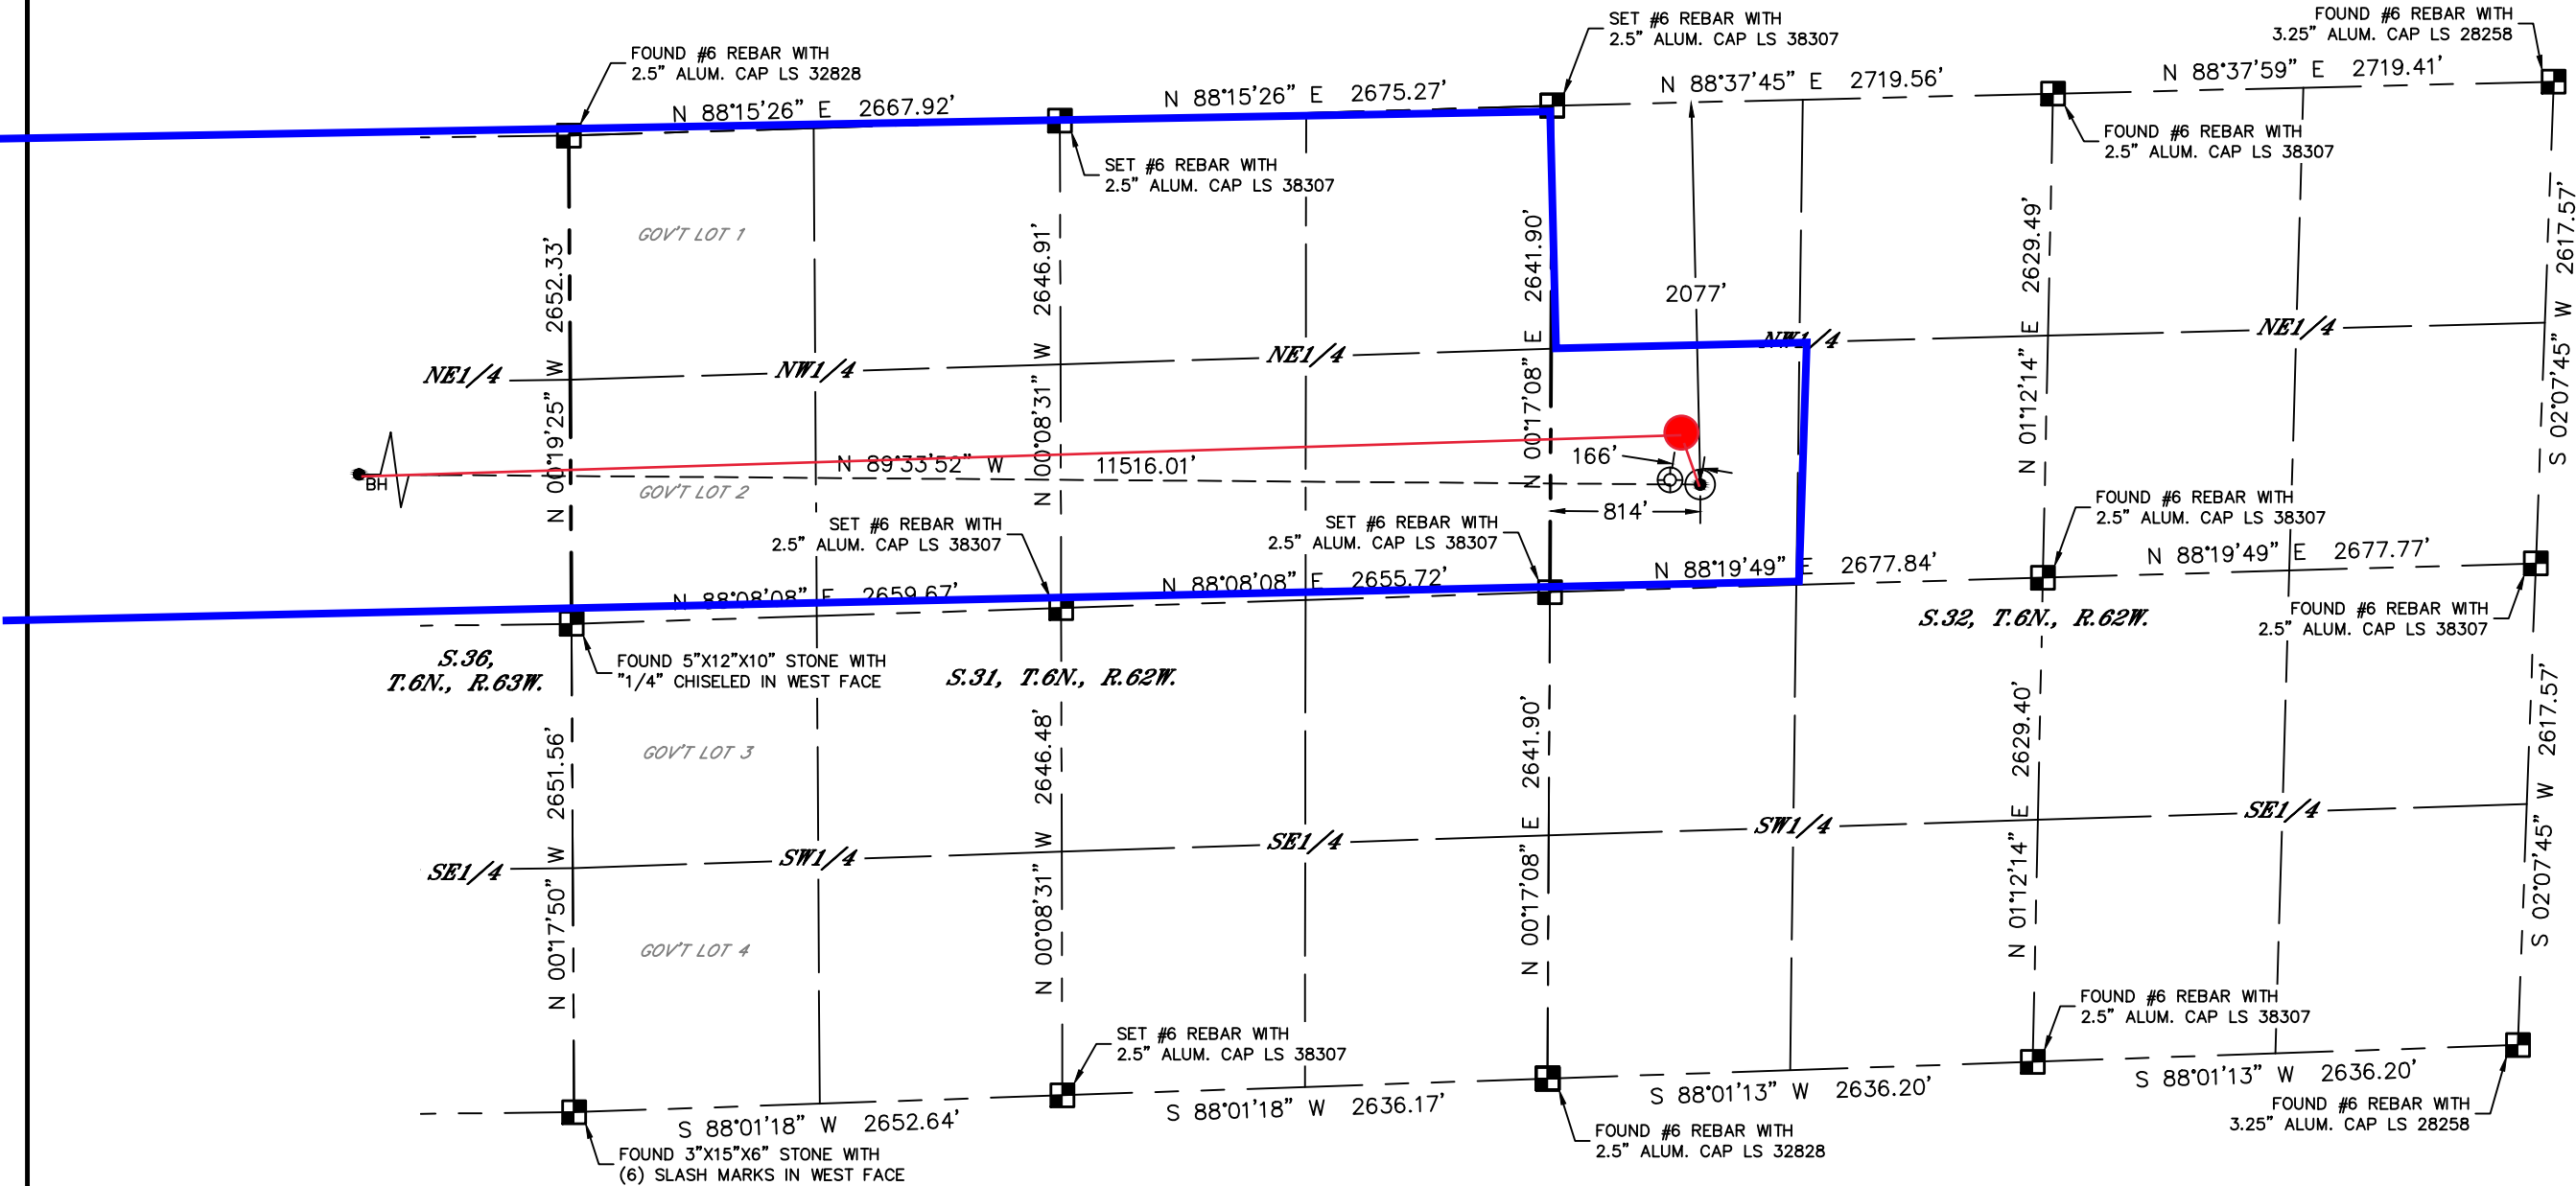 SET #6 REBAR WITH
2.5" ALUM. CAP LS 38307
FOUND #6 REBAR WITH
3.25" ALUM. CAP LS 28258
FOUND #6 REBAR WITH
2.5" ALUM. CAP LS 32828
N 88°15'26" E 2667.92'
N 88°15'26" E 2675.27'
N 88°37'45" E 2719.56'
N 88°37'59" E 2719.41'
SET #6 REBAR WITH
2.5" ALUM. CAP LS 38307
FOUND #6 REBAR WITH
2.5" ALUM. CAP LS 38307
GOV'T LOT 1
N 00°19'25" W 2652.33'
N 00°08'31" W 2646.91'
N 00°17'08" E 2641.90'
2077'
N 01°12'14" E 2629.49'
S 02°07'45" W 2617.57'
NE1/4
NW1/4
NE1/4
NW1/4
NE1/4
BH
N 89°33'52" W 11516.01'
166'
814'
GOV'T LOT 2
SET #6 REBAR WITH
2.5" ALUM. CAP LS 38307
SET #6 REBAR WITH
2.5" ALUM. CAP LS 38307
FOUND #6 REBAR WITH
2.5" ALUM. CAP LS 38307
N 88°08'08" E 2659.67'
N 88°08'08" E 2655.72'
N 88°19'49" E 2677.84'
N 88°19'49" E 2677.77'
S.36,
T.6N., R.63W.
FOUND 5"X12"X10" STONE WITH
"1/4" CHISELED IN WEST FACE
S.31, T.6N., R.62W.
S.32, T.6N., R.62W.
FOUND #6 REBAR WITH
2.5" ALUM. CAP LS 38307
GOV'T LOT 3
N 00°17'50" W 2651.56'
N 00°08'31" W 2646.48'
N 00°17'08" E 2641.90'
N 01°12'14" E 2629.40'
S 02°07'45" W 2617.57'
SE1/4
SW1/4
SE1/4
SW1/4
SE1/4
GOV'T LOT 4
SET #6 REBAR WITH
2.5" ALUM. CAP LS 38307
FOUND #6 REBAR WITH
2.5" ALUM. CAP LS 38307
S 88°01'18" W 2652.64'
S 88°01'18" W 2636.17'
S 88°01'13" W 2636.20'
S 88°01'13" W 2636.20'
FOUND 3"X15"X6" STONE WITH
(6) SLASH MARKS IN WEST FACE
FOUND #6 REBAR WITH
2.5" ALUM. CAP LS 32828
FOUND #6 REBAR WITH
3.25" ALUM. CAP LS 28258